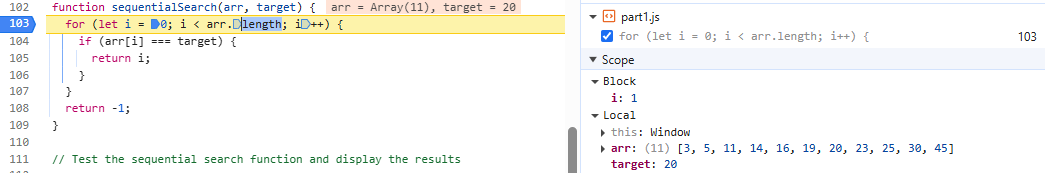 102 function sequentialSearch(arr, target) { arr = Array(11), target = 20
103 for (let i = 0; i < arr.length; i++) {
104 if (arr[i] === target) {
105 return i;
106 }
107 }
108 return -1;
109 }
110
111 // Test the sequential search function and display the results
part1.js
for (let i = 0; i < arr.length; i++) { 103
Scope
Block
i: 1
Local
this: Window
arr: (11) [3, 5, 11, 14, 16, 19, 20, 23, 25, 30, 45]
target: 20